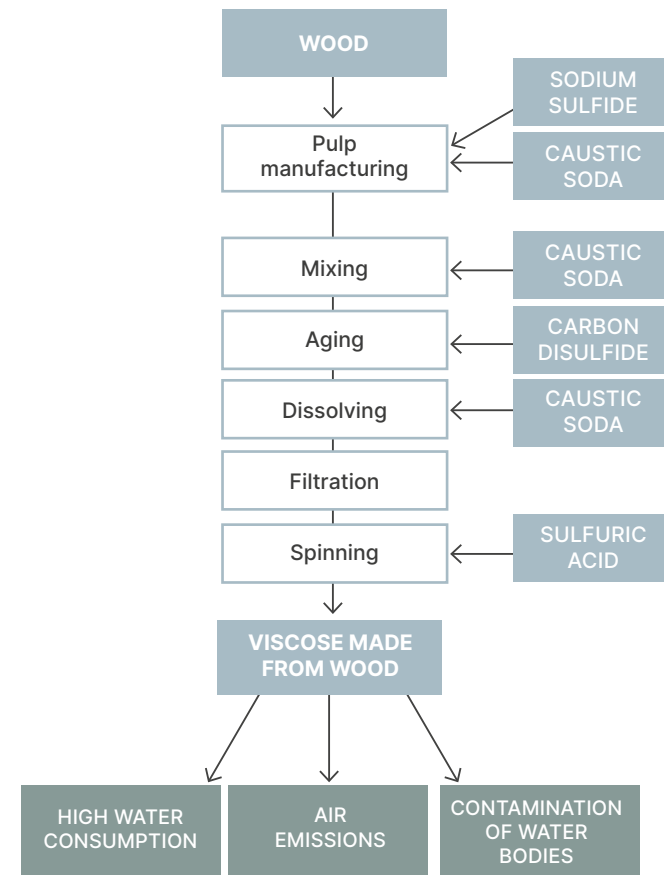 WOOD
SODIUM
SULFIDE
Pulp
manufacturing
CAUSTIC
SODA
Mixing
CAUSTIC
SODA
Aging
CARBON
DISULFIDE
Dissolving
CAUSTIC
SODA
Filtration
Spinning
SULFURIC
ACID
VISCOSE MADE
FROM WOOD
HIGH WATER
CONSUMPTION
AIR
EMISSIONS
CONTAMINATION
OF WATER
BODIES